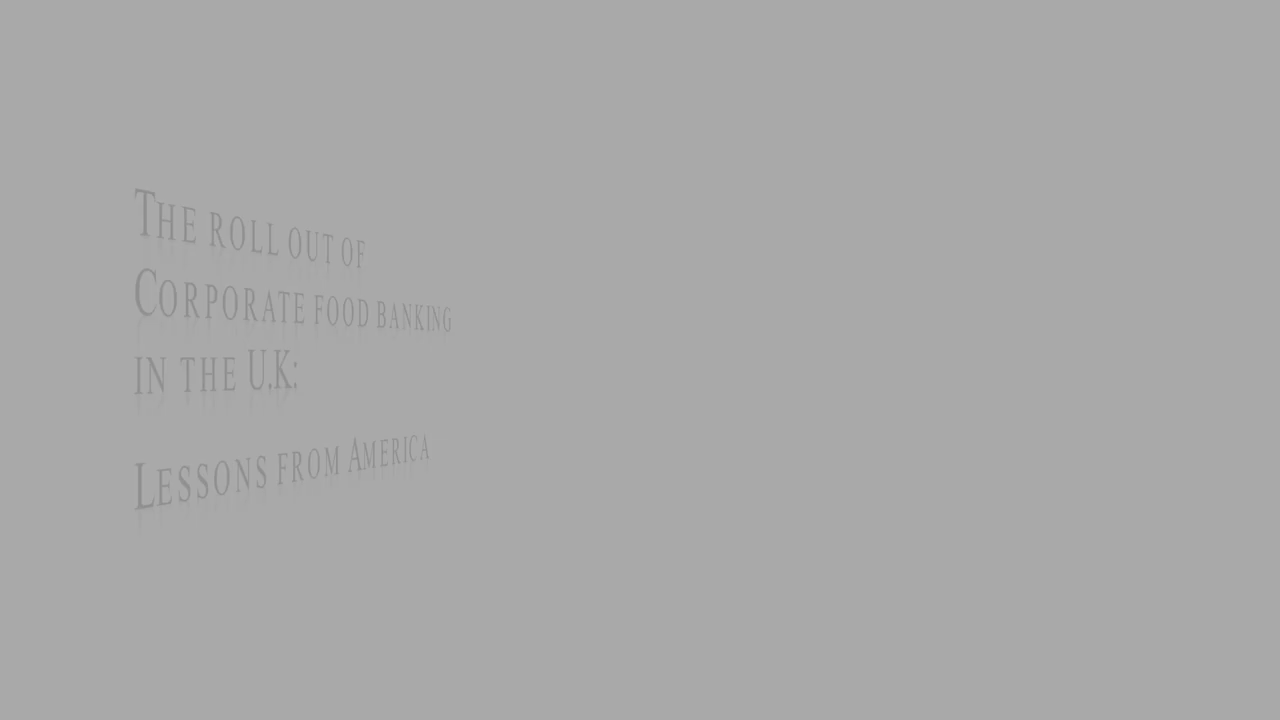 The roll out of
Corporate food banking
in the U.K:
Lessons from America